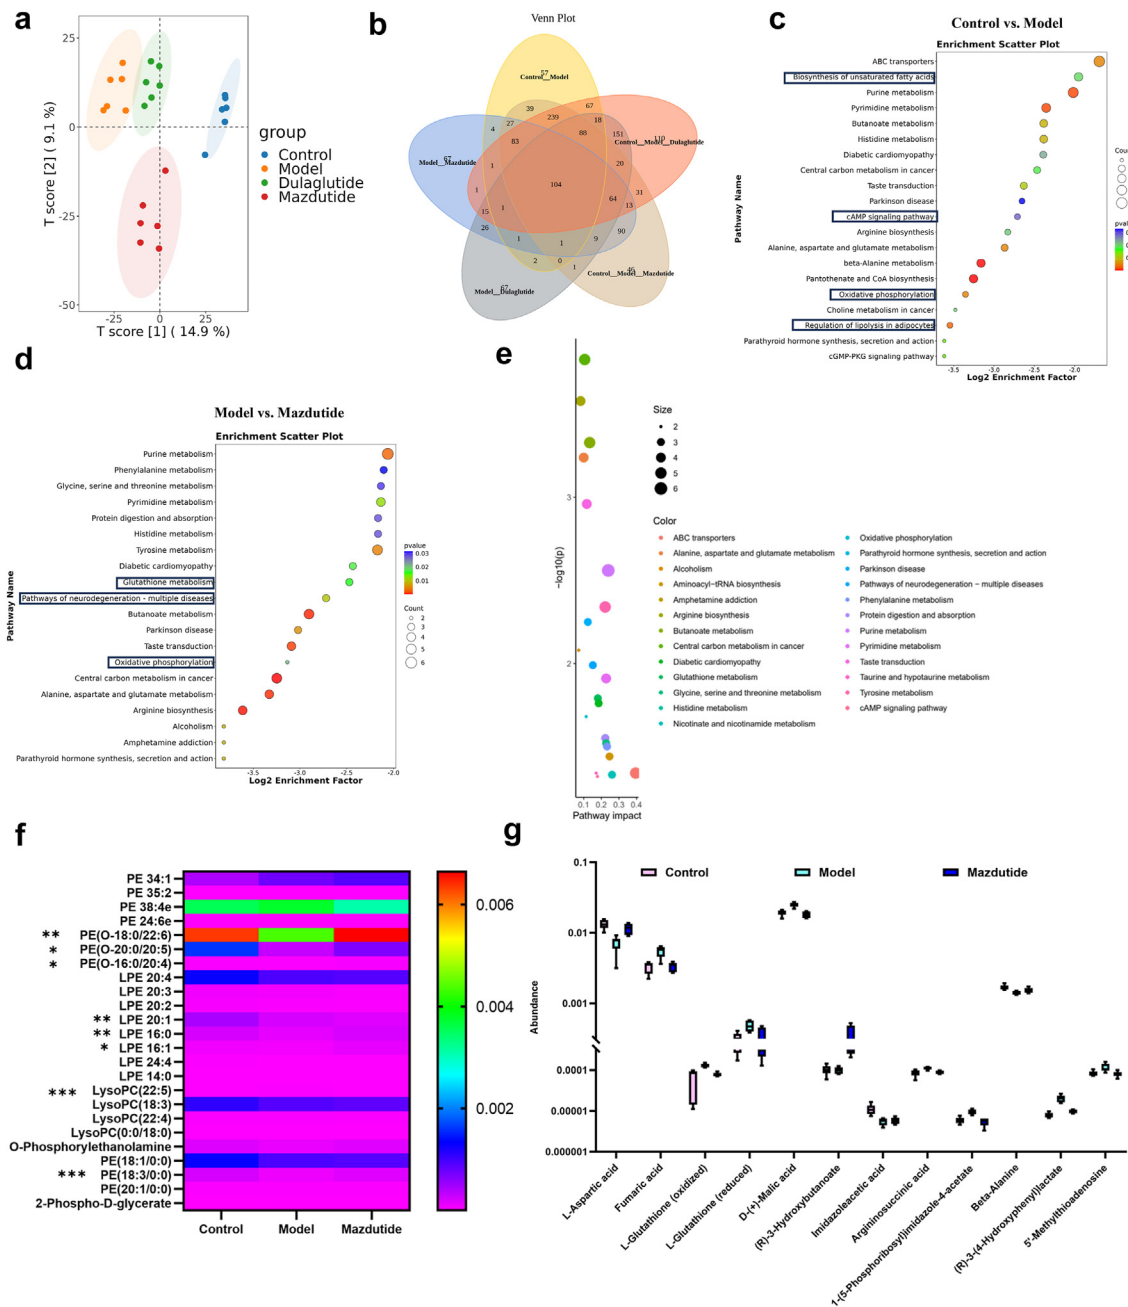 a
25
0
-25
-50
T score [2] ( 9.1 %)
-25
0
25
T score [1] ( 14.9 %)
group
Control
Model
Dulaglutide
Mazdutide
b
Venn Plot
57
Control__Model
39
67
239
27
18
4
88
151
110
83
Control__Model__Daglutide
67
Model__Mazdutide
20
1
104
31
1
64
1
13
15
26
90
1
1
9
2
0
1
46
Control__Model__Mazdutide
67
Model__Dulaglutide
c
Control vs. Model
Enrichment Scatter Plot
Pathway Name
ABC transporters
Biosynthesis of unsaturated fatty acids
Purine metabolism
Pyrimidine metabolism
Butanoate metabolism
Histidine metabolism
Diabetic cardiomyopathy
Central carbon metabolism in cancer
Taste transduction
Parkinson disease
cAMP signaling pathway
Arginine biosynthesis
Alanine, aspartate and glutamate metabolism
beta-Alanine metabolism
Pantothenate and CoA biosynthesis
Oxidative phosphorylation
Choline metabolism in cancer
Regulation of lipolysis in adipocytes
Parathyroid hormone synthesis, secretion and action
cGMP-PKG signaling pathway
-3.5
-3.0
-2.5
-2.0
Log2 Enrichment Factor
Cou
pval
0.
0.
0.
d
Model vs. Mazdutide
Enrichment Scatter Plot
Pathway Name
Purine metabolism
Phenylalanine metabolism
Glycine, serine and threonine metabolism
Pyrimidine metabolism
Protein digestion and absorption
Histidine metabolism
Tyrosine metabolism
Diabetic cardiomyopathy
Glutathione metabolism
Pathways of neurodegeneration - multiple diseases
Butanoate metabolism
Parkinson disease
Taste transduction
Oxidative phosphorylation
Central carbon metabolism in cancer
Alanine, aspartate and glutamate metabolism
Arginine biosynthesis
Alcoholism
Amphetamine addiction
Parathyroid hormone synthesis, secretion and action
-3.5
-3.0
-2.5
-2.0
Log2 Enrichment Factor
pvalue
0.03
0.02
0.01
Count
2
3
4
5
6
e
-log10(p)
3
2
0.1
0.2
0.3
0.4
Pathway impact
Size
2
3
4
5
6
Color
ABC transporters
Alanine, aspartate and glutamate metabolism
Alcoholism
Aminoacyl-tRNA biosynthesis
Amphetamine addiction
Arginine biosynthesis
Butanoate metabolism
Central carbon metabolism in cancer
Diabetic cardiomyopathy
Glutathione metabolism
Glycine, serine and threonine metabolism
Histidine metabolism
Nicotinate and nicotinamide metabolism
Oxidative phosphorylation
Parathyroid hormone synthesis, secretion and action
Parkinson disease
Pathways of neurodegeneration - multiple diseases
Phenylalanine metabolism
Protein digestion and absorption
Purine metabolism
Pyrimidine metabolism
Taste transduction
Taurine and hypotaurine metabolism
Tyrosine metabolism
cAMP signaling pathway
f
PE 34:1
PE 35:2
PE 38:4e
PE 24:6e
** PE(O-18:0/22:6)
* PE(O-20:0/20:5)
* PE(O-16:0/20:4)
LPE 20:4
LPE 20:3
LPE 20:2
** LPE 20:1
** LPE 16:0
* LPE 16:1
LPE 24:4
LPE 14:0
*** LysoPC(22:5)
LysoPC(18:3)
LysoPC(22:4)
LysoPC(0:0/18:0)
O-Phosphorylethanolamine
PE(18:1/0:0)
*** PE(18:3/0:0)
PE(20:1/0:0)
2-Phospho-D-glycerate
Control
Model
Mazdutide
0.006
0.004
0.002
g
Control
Model
Mazdutide
Abundance
0.1
0.01
0.001
0.0001
0.00001
0.000001
L-Aspartic acid
Fumaric acid
L-Glutathione (oxidized)
L-Glutathione (reduced)
D-(+)-Malic acid
(R)-3-Hydroxybutanoate
Imidazoleacetic acid
Argininosuccinic acid
1-(5-Phosphoribosyl)imidazole-4-acetate
Beta-Alanine
(R)-3-(4-Hydroxyphenyl)lactate
5'-Methylthioadenosine